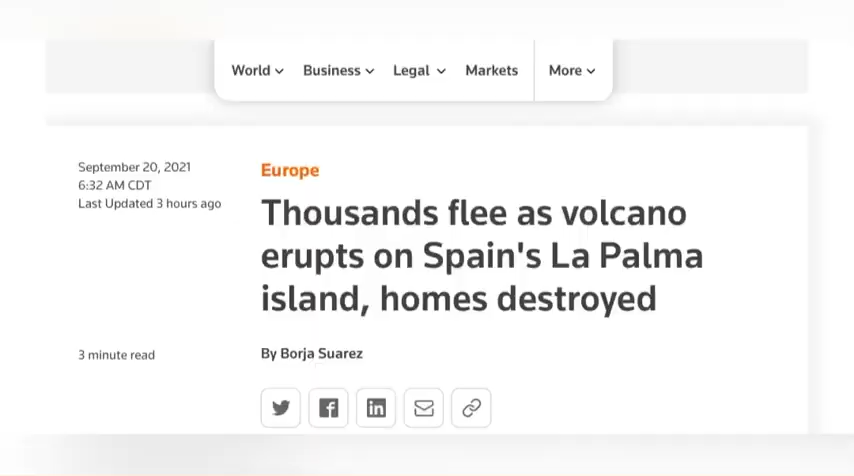 World Business Legal Markets More
September 20, 2021
6:32 AM CDT
Last Updated 3 hours ago
Europe
Thousands flee as volcano
erupts on Spain's La Palma
island, homes destroyed
3 minute read
By Borja Suarez